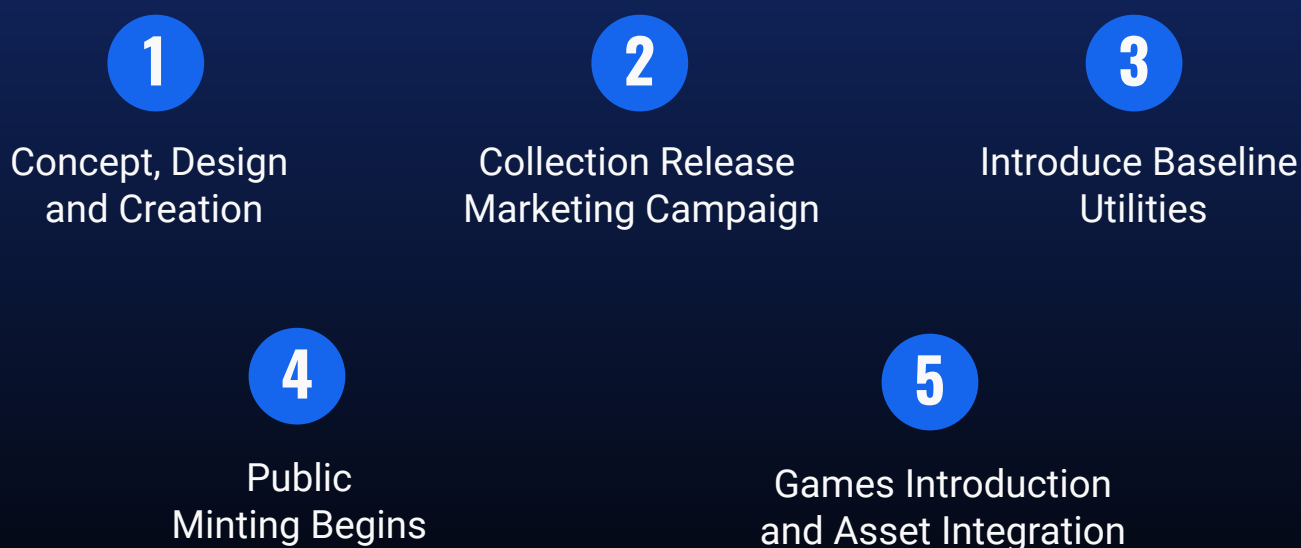 1
Concept, Design
and Creation
2
Collection Release
Marketing Campaign
3
Introduce Baseline
Utilities
4
Public
Minting Begins
5
Games Introduction
and Asset Integration